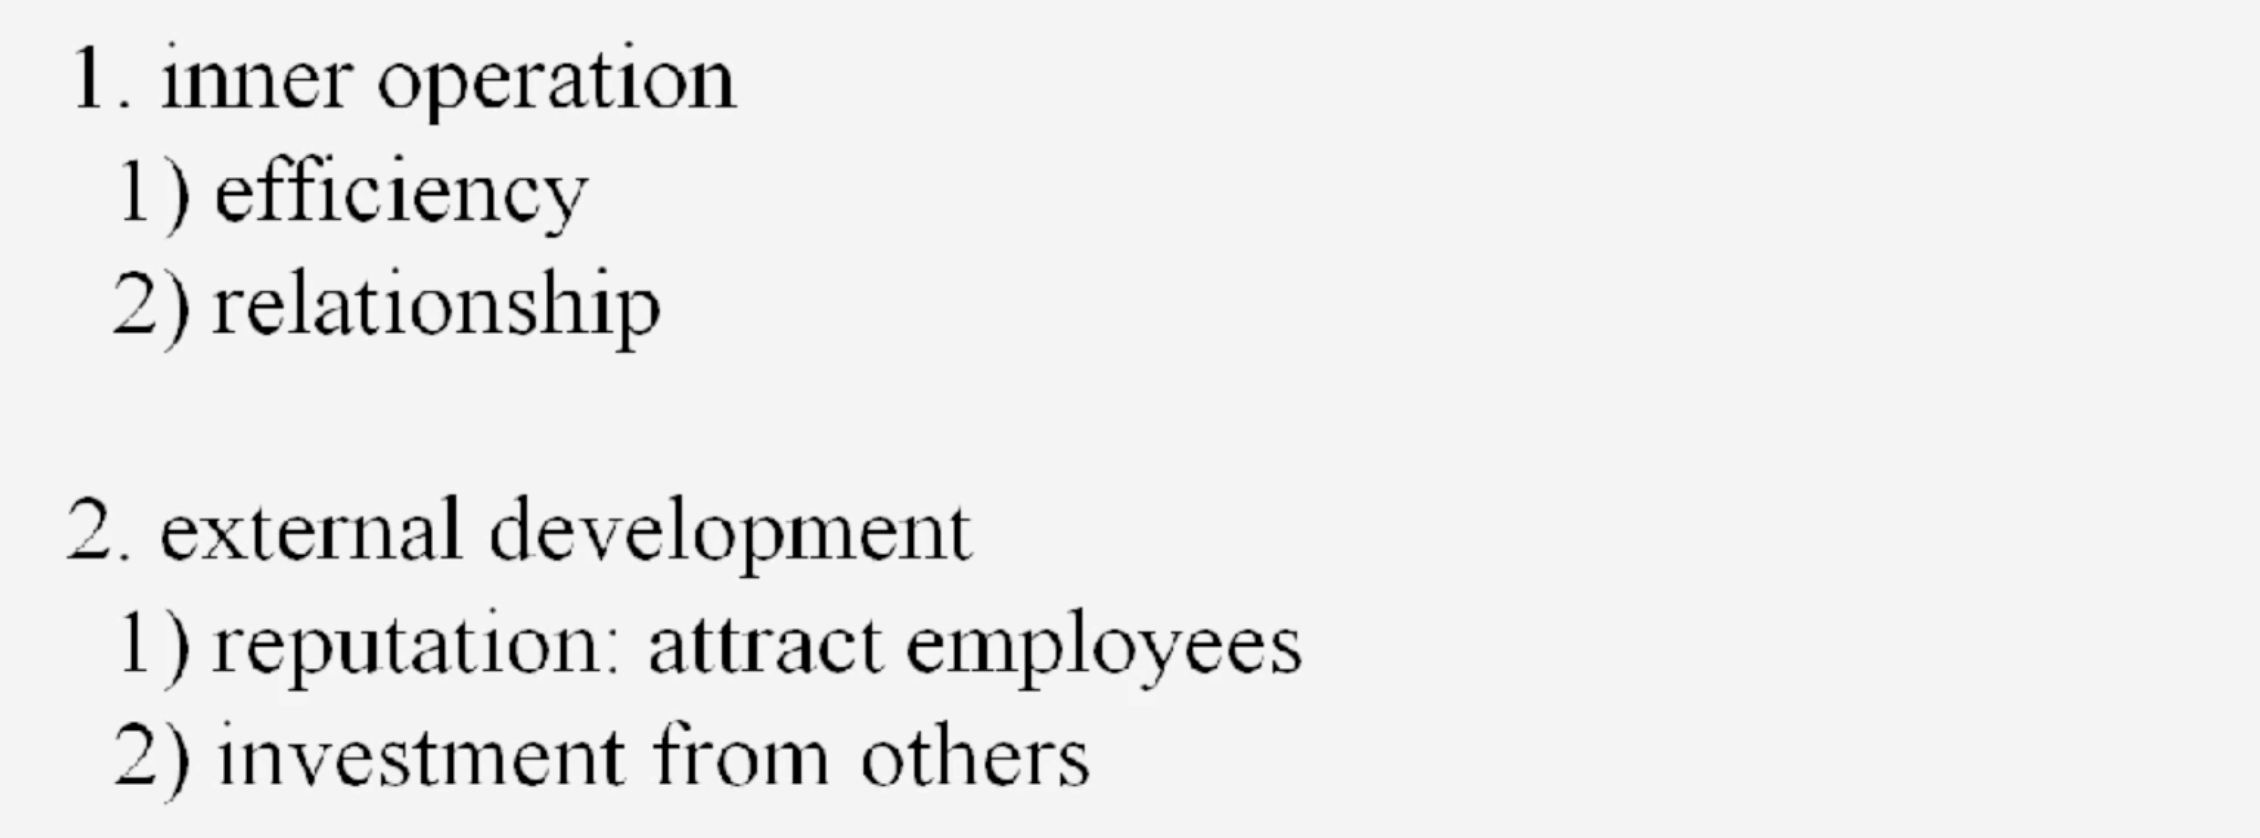 1. inner operation
1) efficiency
2) relationship
2. external development
1) reputation: attract employees
2) investment from others